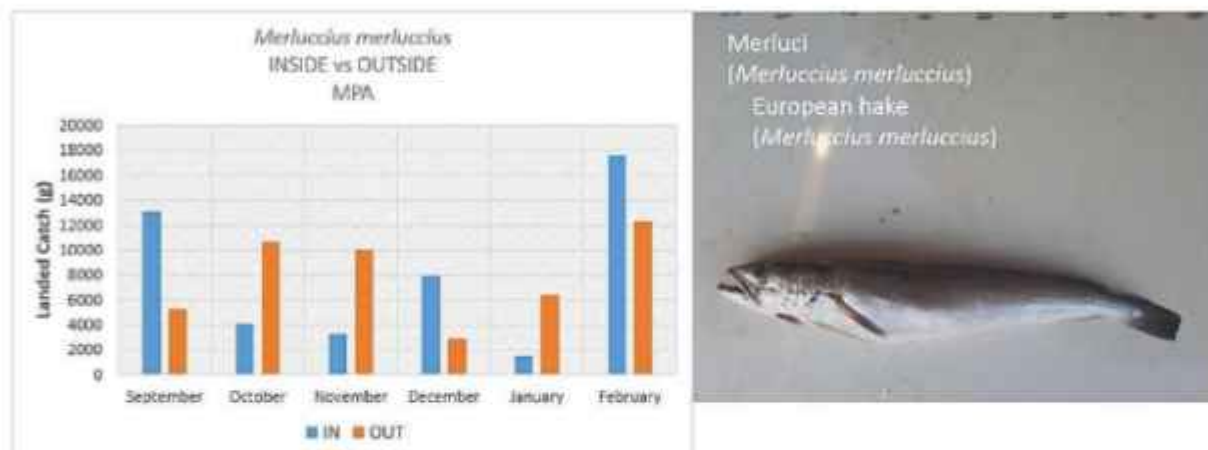 Merluccius merluccius
INSIDE vs OUTSIDE
MPA
Landed Catch (g)
20000
18000
16000
14000
12000
10000
8000
6000
4000
2000
0
September October November December January February
IN OUT
Merluci
(Merluccius merluccius)
European hake
(Merluccius merluccius)